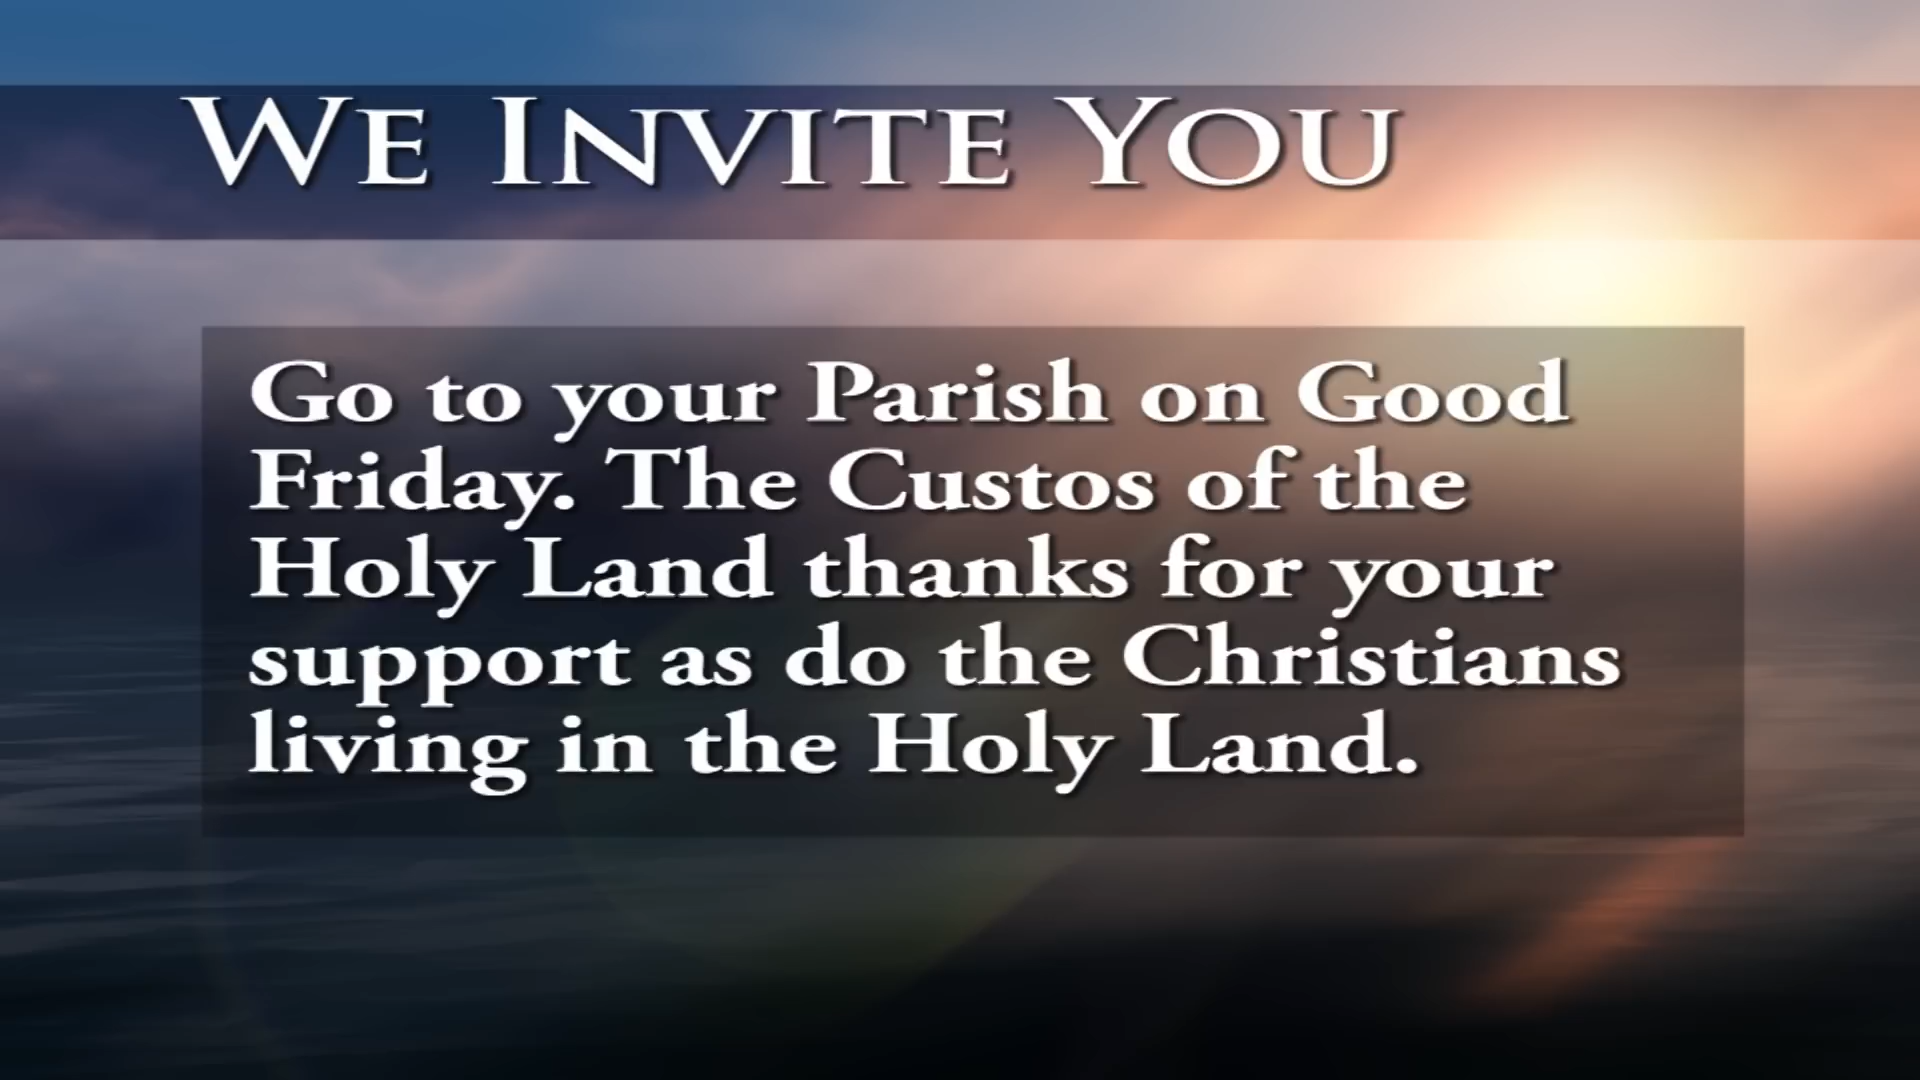 We Invite You
Go to your Parish on Good
Friday. The Custos of the
Holy Land thanks for your
support as do the Christians
living in the Holy Land.